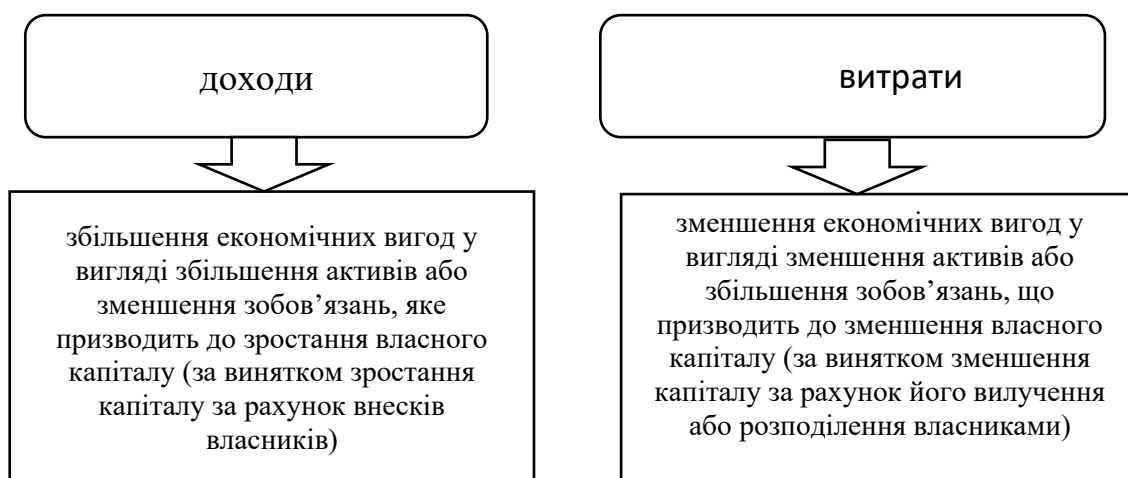 доходи
збільшення економічних вигод у
вигляді збільшення активів або
зменшення зобов’язань, яке
призводить до зростання власного
капіталу (за винятком зростання
капіталу за рахунок внесків
власників)
витрати
зменшення економічних вигод у
вигляді зменшення активів або
збільшення зобов’язань, що
призводить до зменшення власного
капіталу (за винятком зменшення
капіталу за рахунок його вилучення
або розподілення власниками)